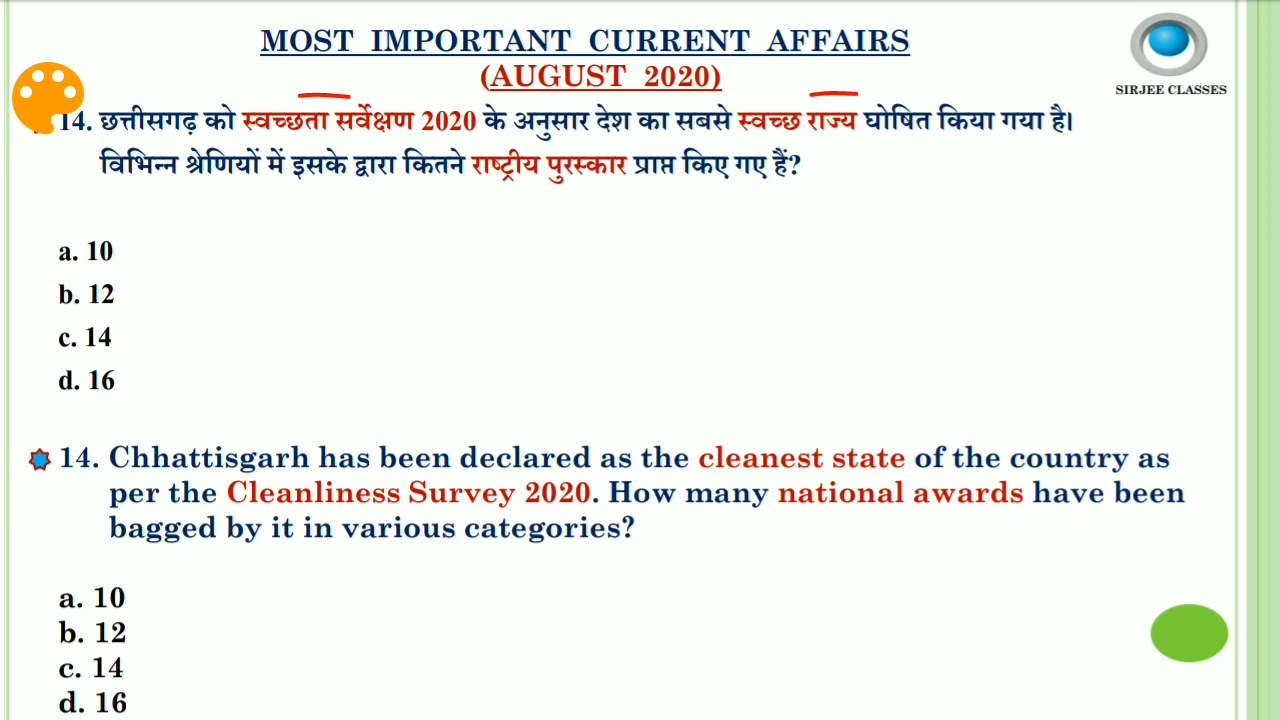 MOST IMPORTANT CURRENT AFFAIRS
(AUGUST 2020)
SIRJEE CLASSES
14. छत्तीसगढ़ को स्वच्छता सर्वेक्षण 2020 के अनुसार देश का सबसे स्वच्छ राज्य घोषित किया गया है।
विभिन्न श्रेणियों में इसके द्वारा कितने राष्ट्रीय पुरस्कार प्राप्त किए गए हैं?
a. 10
b. 12
c. 14
d. 16
14. Chhattisgarh has been declared as the cleanest state of the country as
per the Cleanliness Survey 2020. How many national awards have been
bagged by it in various categories?
a. 10
b. 12
c. 14
d. 16